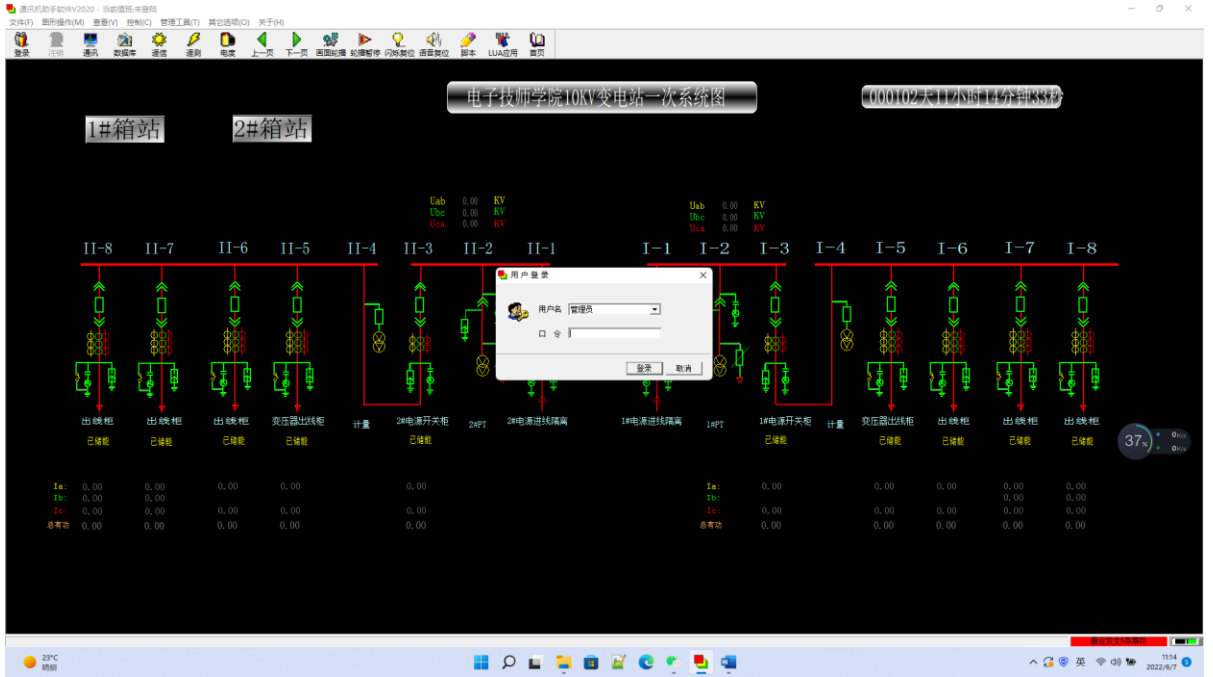 通讯机助手软件V2020 - 当前值班:未登陆
文件(F) 图形操作(M) 查看(V) 控制(C) 管理工具(T) 其它选项(O) 关于(H)
登录 注销 通讯 数据库 遥信 遥测 电度 上一页 下一页 画面轮播 轮播暂停 闪烁复位 语音复位 脚本 LUA应用 首页
电子技师学院10KV变电站一次系统图
000102天11小时14分钟33秒
1#箱站 2#箱站
Uab 0.00 KV
Ubc 0.00 KV
Uca 0.00 KV
Uab 0.00 KV
Ubc 0.00 KV
Uca 0.00 KV
II-8 II-7 II-6 II-5 II-4 II-3 II-2 II-1 I-1 I-2 I-3 I-4 I-5 I-6 I-7 I-8
用户登录
用户名 管理员
口 令
登录 取消
出线柜 出线柜 出线柜 变压器出线柜 计量 2#电源开关柜 2#PT 2#电源进线隔离 1#电源进线隔离 1#PT 1#电源开关柜 计量 变压器出线柜 出线柜 出线柜 出线柜
已储能 已储能 已储能 已储能 已储能 已储能 已储能 已储能 已储能 已储能
37%
0K/s
0K/s
Ia: 0.00 0.00 0.00 0.00 0.00 Ia: 0.00 0.00 0.00 0.00 0.00
Ib: 0.00 0.00 Ib: 0.00 0.00
Ic: 0.00 0.00 0.00 0.00 0.00 Ic: 0.00 0.00 0.00 0.00 0.00
总有功 0.00 0.00 0.00 0.00 0.00 总有功 0.00 0.00 0.00 0.00 0.00
23°C
晴朗
英
11:54
2022/6/7